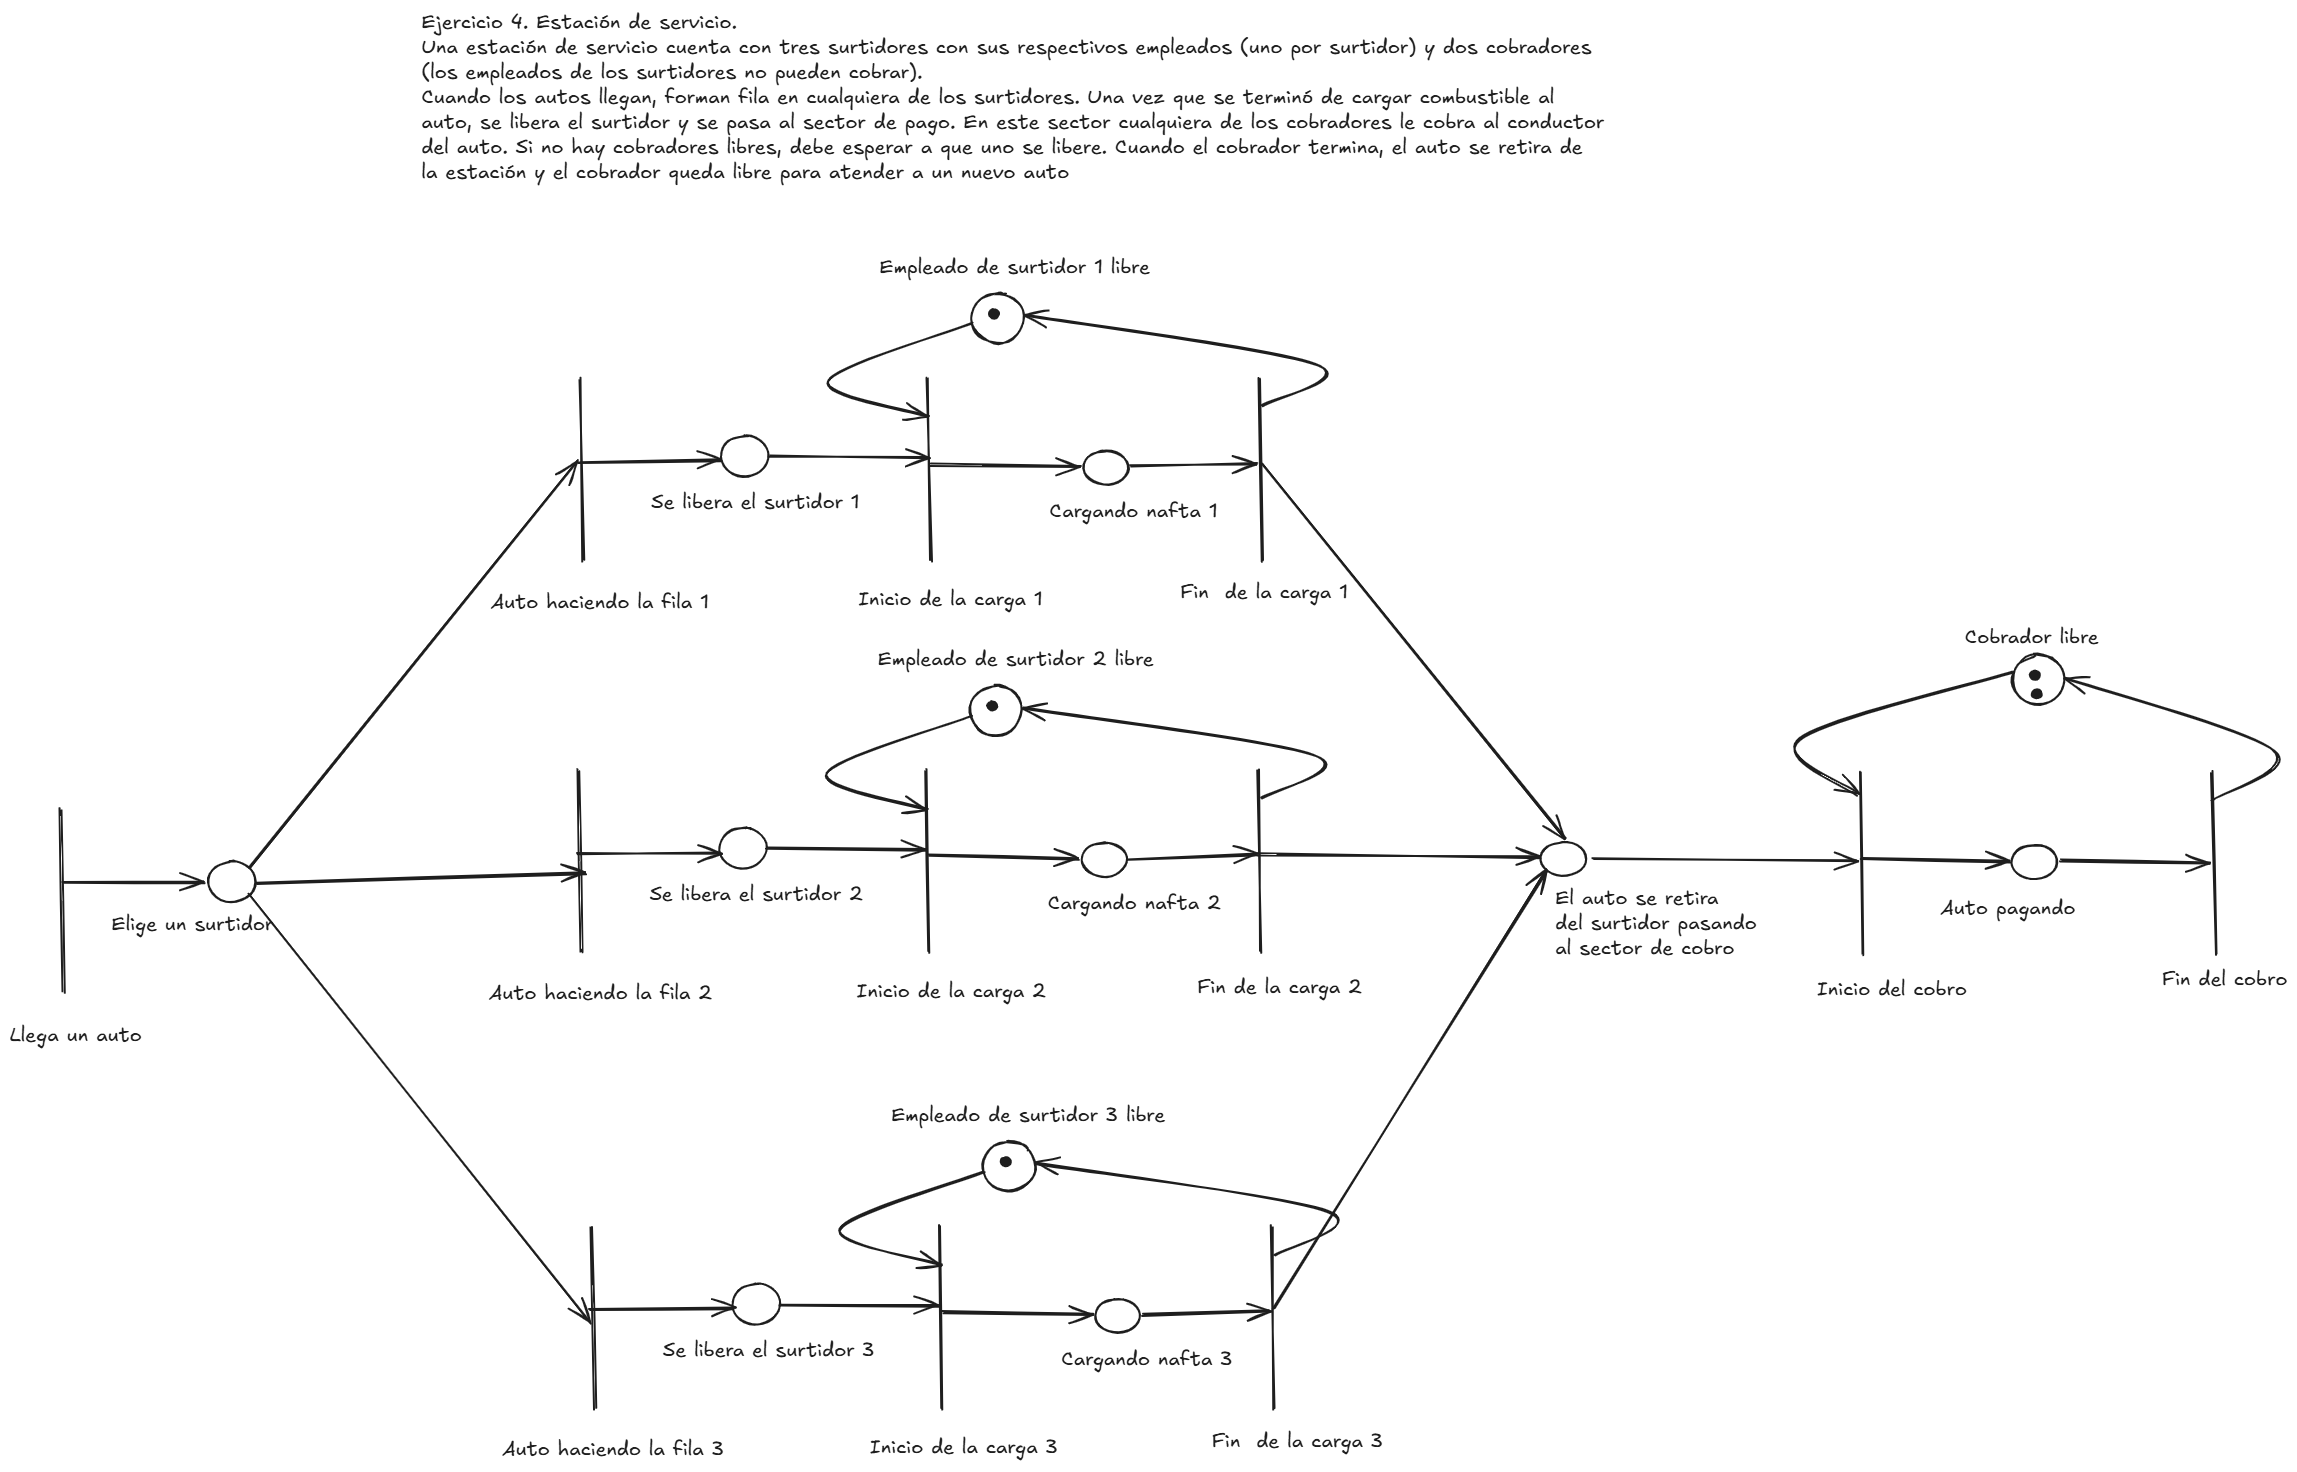 Ejercicio 4. Estación de servicio.
Una estación de servicio cuenta con tres surtidores con sus respectivos empleados (uno por surtidor) y dos cobradores
(los empleados de los surtidores no pueden cobrar).
Cuando los autos llegan, forman fila en cualquiera de los surtidores. Una vez que se terminó de cargar combustible al
auto, se libera el surtidor y se pasa al sector de pago. En este sector cualquiera de los cobradores le cobra al conductor
del auto. Si no hay cobradores libres, debe esperar a que uno se libere. Cuando el cobrador termina, el auto se retira de
la estación y el cobrador queda libre para atender a un nuevo auto
Empleado de surtidor 1 libre
Se libera el surtidor 1
Cargando nafta 1
Auto haciendo la fila 1
Inicio de la carga 1
Fin de la carga 1
Empleado de surtidor 2 libre
Cobrador libre
Se libera el surtidor 2
Cargando nafta 2
Elige un surtidor
El auto se retira
del surtidor pasando
al sector de cobro
Auto pagando
Auto haciendo la fila 2
Inicio de la carga 2
Fin de la carga 2
Inicio del cobro
Fin del cobro
Llega un auto
Empleado de surtidor 3 libre
Se libera el surtidor 3
Cargando nafta 3
Auto haciendo la fila 3
Inicio de la carga 3
Fin de la carga 3